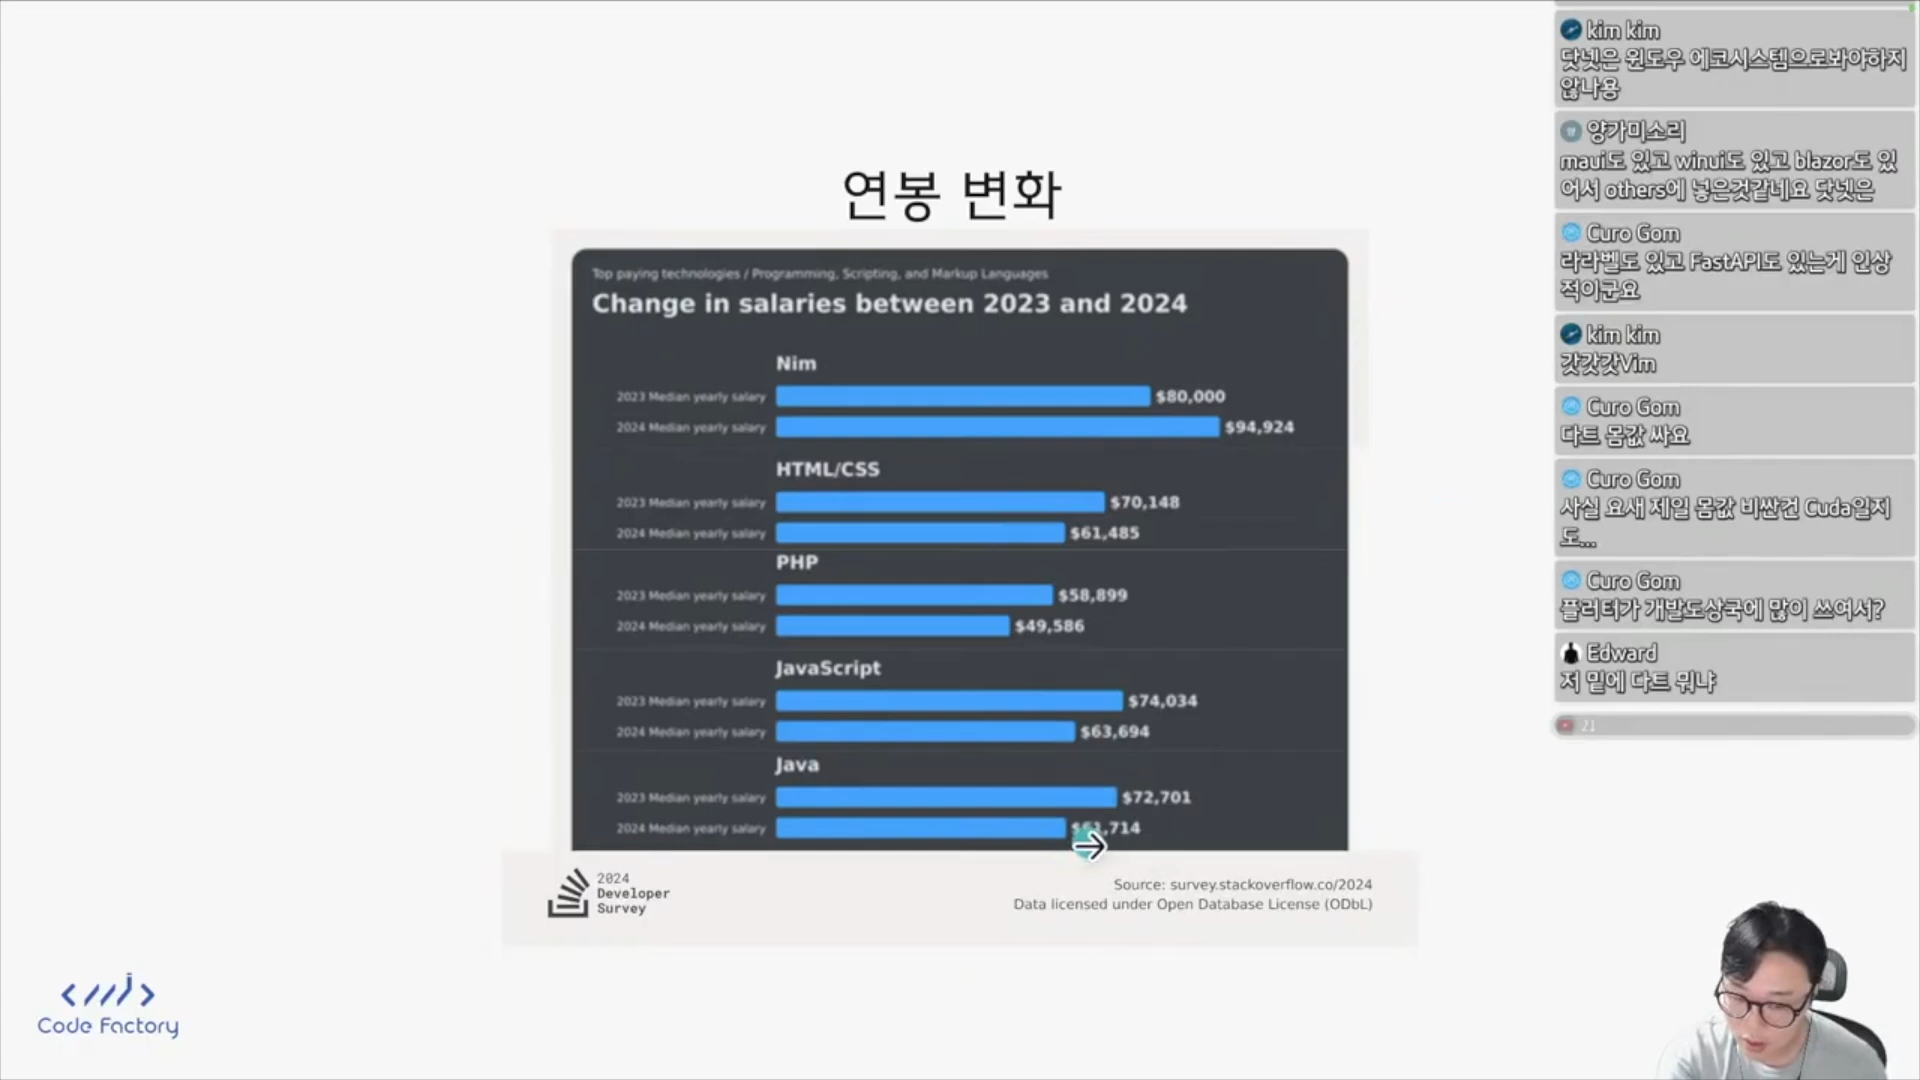 연봉 변화
Top paying technologies / Programming, Scripting, and Markup Languages
Change in salaries between 2023 and 2024
Nim
2023 Median yearly salary $80,000
2024 Median yearly salary $94,924
HTML/CSS
2023 Median yearly salary $70,148
2024 Median yearly salary $61,485
PHP
2023 Median yearly salary $58,899
2024 Median yearly salary $49,586
JavaScript
2023 Median yearly salary $74,034
2024 Median yearly salary $63,694
Java
2023 Median yearly salary $72,701
2024 Median yearly salary $61,714
2024
Developer
Survey
Source: survey.stackoverflow.co/2024
Data licensed under Open Database License (ODbL)
Code Factory
kim kim
닷넷은 윈도우 에코시스템으로봐야하지
않나용
양가미소리
maui도 있고 winui도 있고 blazor도 있
어서 others에 넣은것같네요 닷넷은
Curo Gom
라라벨도 있고 FastAPI도 있는게 인상
적이군요
kim kim
갓갓갓Vim
Curo Gom
다트 몸값 싸요
Curo Gom
사실 요새 제일 몸값 비싼건 Cuda일지
도...
Curo Gom
플러터가 개발도상국에 많이 쓰여서?
Edward
저 밑에 다트 뭐냐
21